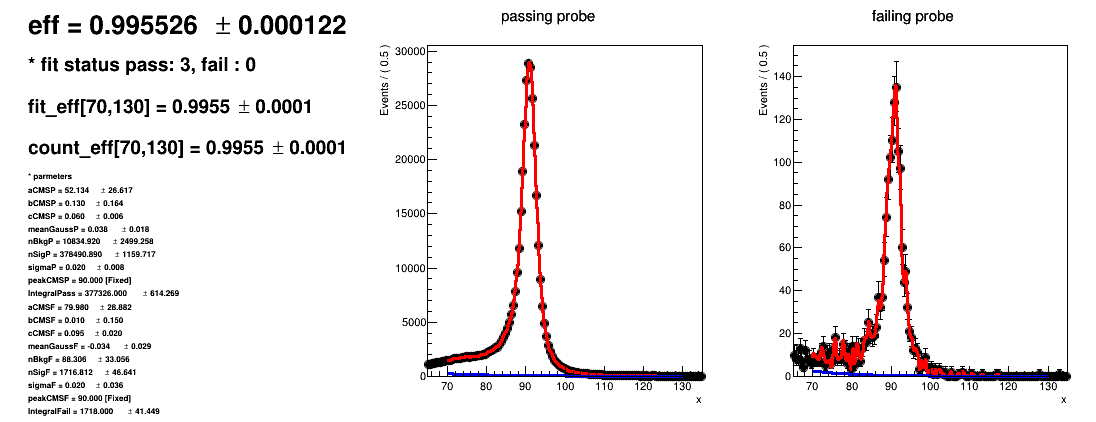 eff = 0.995526 ± 0.000122
* fit status pass: 3, fail : 0
fit_eff[70,130] = 0.9955 ± 0.0001
count_eff[70,130] = 0.9955 ± 0.0001
* parmeters
aCMSP = 52.134 ± 26.617
bCMSP = 0.130 ± 0.164
cCMSP = 0.060 ± 0.006
meanGaussP = 0.038 ± 0.018
nBkgP = 10834.920 ± 2499.258
nSigP = 378490.890 ± 1159.717
sigmaP = 0.020 ± 0.008
peakCMSP = 90.000 [Fixed]
IntegralPass = 377326.000 ± 614.269
aCMSF = 79.980 ± 28.882
bCMSF = 0.010 ± 0.150
cCMSF = 0.095 ± 0.020
meanGaussF = -0.034 ± 0.029
nBkgF = 88.306 ± 33.056
nSigF = 1716.812 ± 46.641
sigmaF = 0.020 ± 0.036
peakCMSF = 90.000 [Fixed]
IntegralFail = 1718.000 ± 41.449
passing probe
Events / ( 0.5 )
30000
25000
20000
15000
10000
5000
0
70 80 90 100 110 120 130
x
failing probe
Events / ( 0.5 )
140
120
100
80
60
40
20
0
70 80 90 100 110 120 130
x